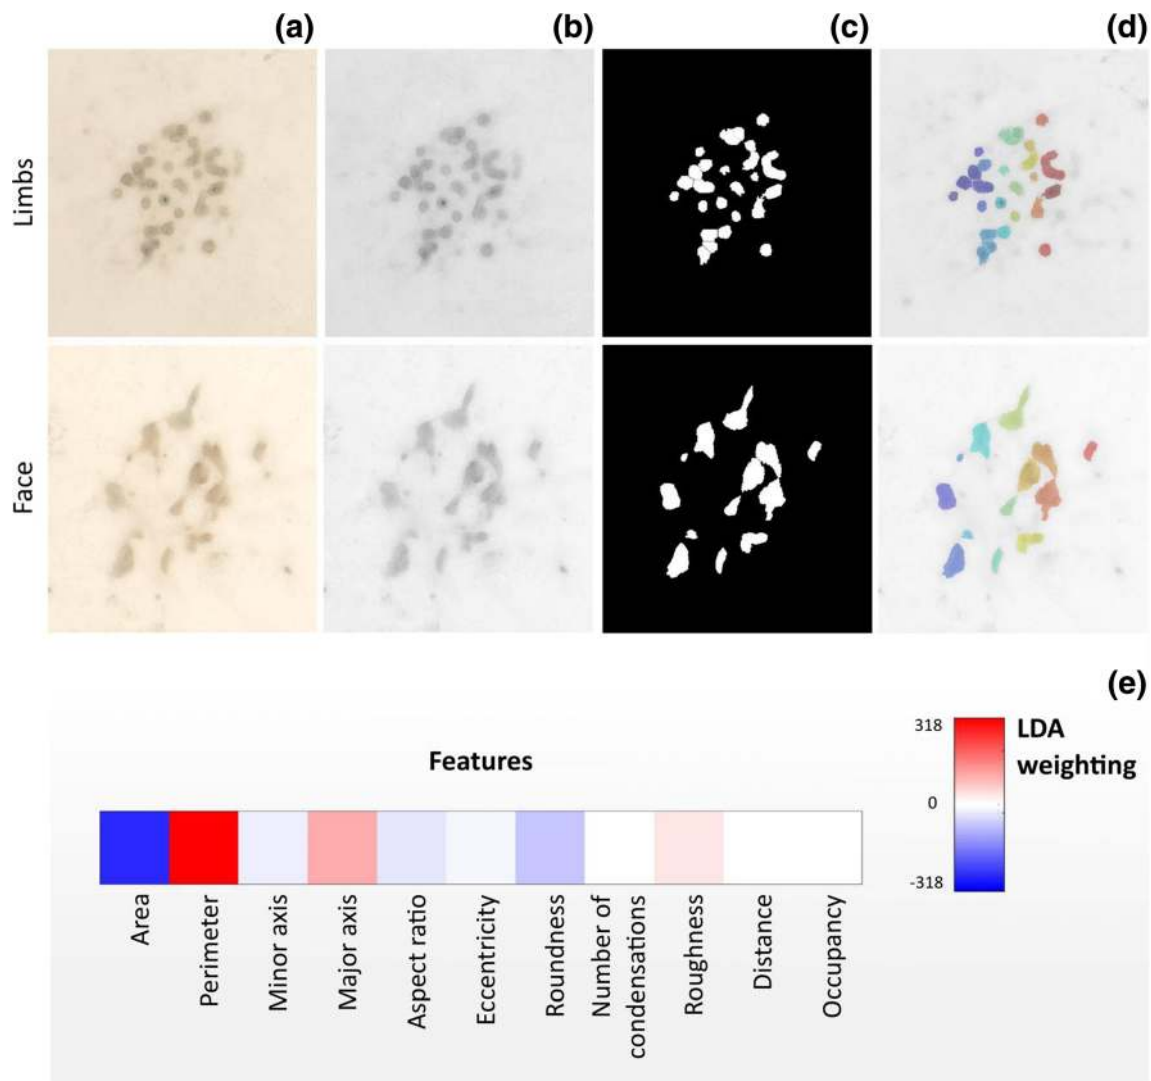 (a)
(b)
(c)
(d)
Limbs
Face
(e)
Features
318
0
-318
LDA
weighting
Area
Perimeter
Minor axis
Major axis
Aspect ratio
Eccentricity
Roundness
Number of
condensations
Roughness
Distance
Occupancy